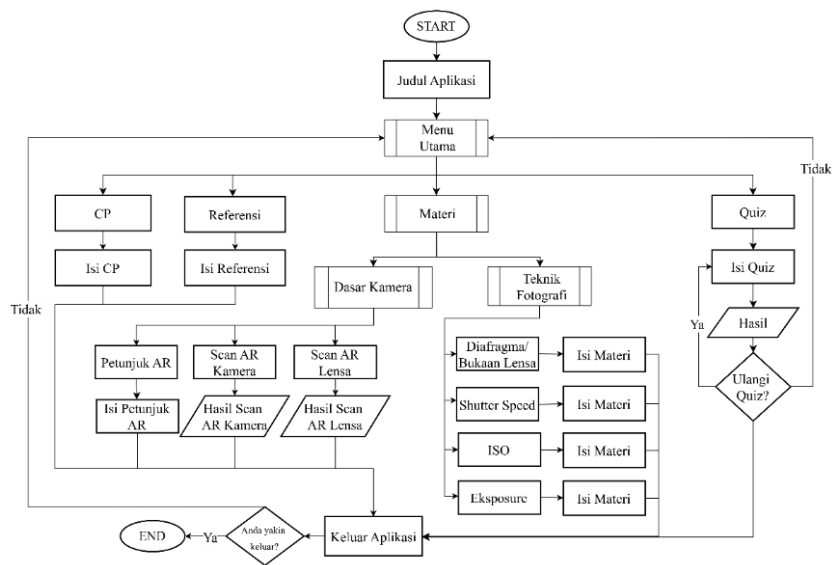 START
Judul Aplikasi
Menu
Utama
Tidak
CP
Referensi
Materi
Quiz
Isi CP
Isi Referensi
Isi Quiz
Dasar Kamera
Teknik
Fotografi
Tidak
Ya
Hasil
Petunjuk AR
Scan AR
Kamera
Scan AR
Lensa
Diafragma/
Bukaan Lensa
Isi Materi
Ulangi
Quiz?
Isi Petunjuk
AR
Hasil Scan
AR Kamera
Hasil Scan
AR Lensa
Shutter Speed
Isi Materi
ISO
Isi Materi
Eksposure
Isi Materi
END
Ya
Anda yakin
keluar?
Keluar Aplikasi